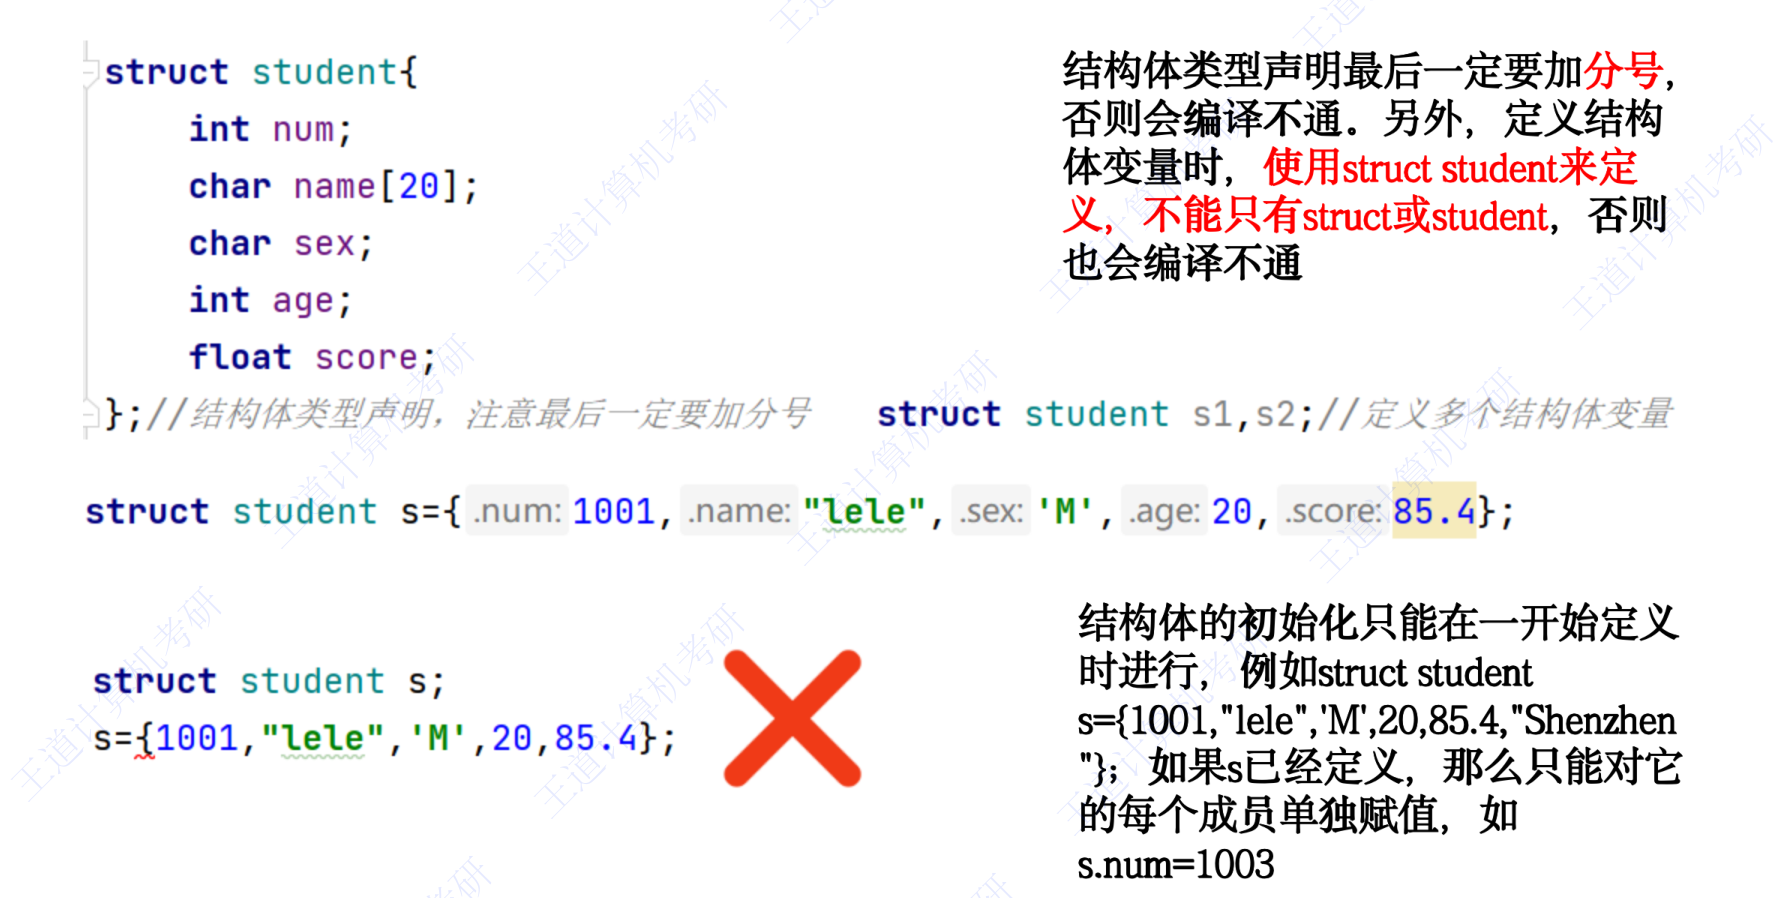 struct student{
int num;
char name[20];
char sex;
int age;
float score;
};//结构体类型声明，注意最后一定要加分号
结构体类型声明最后一定要加分号，
否则会编译不通。另外，定义结构
体变量时，使用struct student来定
义，不能只有struct或student，否则
也会编译不通
struct student s1,s2;//定义多个结构体变量
struct student s={ .num: 1001, .name: "lele", .sex: 'M', .age: 20, .score: 85.4};
struct student s;
s={1001,"lele",'M',20,85.4};
结构体的初始化只能在一开始定义
时进行，例如struct student
s={1001,"lele",'M',20,85.4,"Shenzhen
"}；如果s已经定义，那么只能对它
的每个成员单独赋值，如
s.num=1003
王道计算机考研